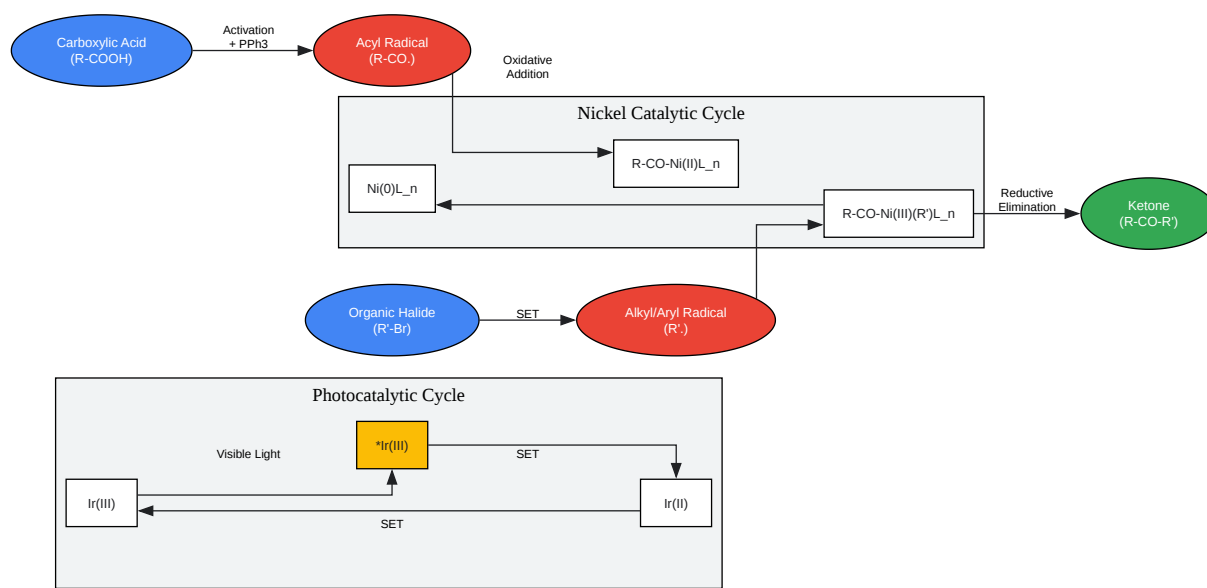 Carboxylic Acid
(R-COOH)
Activation
+ PPh3
Acyl Radical
(R-CO.)
Oxidative
Addition
Nickel Catalytic Cycle
R-CO-Ni(II)L_n
Ni(0)L_n
R-CO-Ni(III)(R')L_n
Reductive
Elimination
Ketone
(R-CO-R')
Organic Halide
(R'-Br)
SET
Alkyl/Aryl Radical
(R'.)
Photocatalytic Cycle
*Ir(III)
Visible Light
SET
Ir(III)
Ir(II)
SET